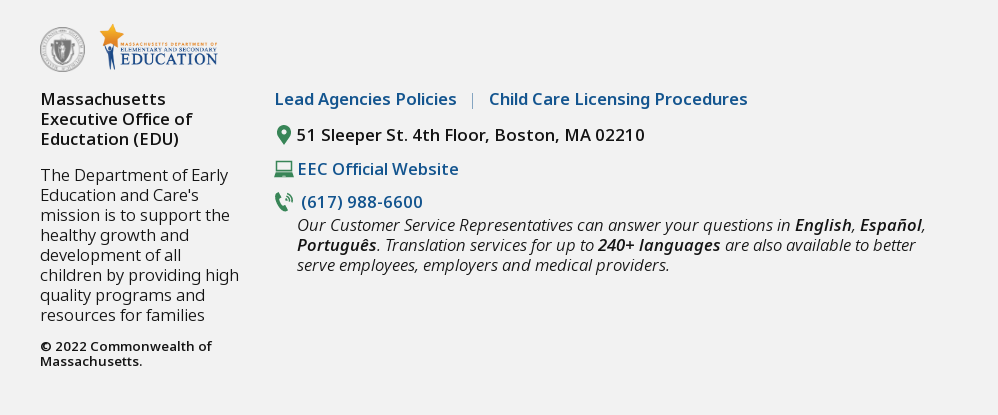 MASSACHUSETTS DEPARTMENT OF
ELEMENTARY AND SECONDARY
EDUCATION
Massachusetts
Executive Office of
Eductation (EDU)
The Department of Early
Education and Care's
mission is to support the
healthy growth and
development of all
children by providing high
quality programs and
resources for families
© 2022 Commonwealth of
Massachusetts.
Lead Agencies Policies | Child Care Licensing Procedures
51 Sleeper St. 4th Floor, Boston, MA 02210
EEC Official Website
(617) 988-6600
Our Customer Service Representatives can answer your questions in English, Español,
Português. Translation services for up to 240+ languages are also available to better
serve employees, employers and medical providers.